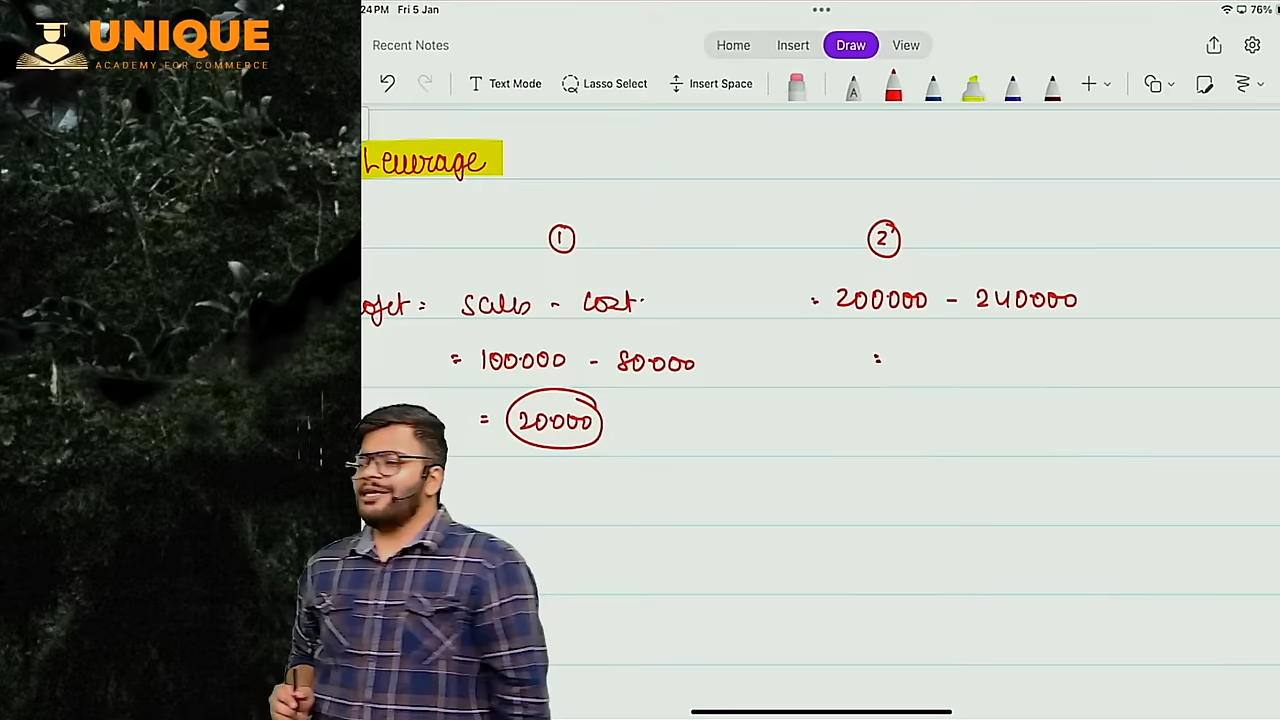 24 PM Fri 5 Jan
76%
UNIQUE
ACADEMY FOR COMMERCE
Recent Notes
Home Insert Draw View
Text Mode Lasso Select Insert Space
A
Leverage
① ②
ofit = Sales - Cost = 200000 - 240000
= 100000 - 80000 =
= 20000